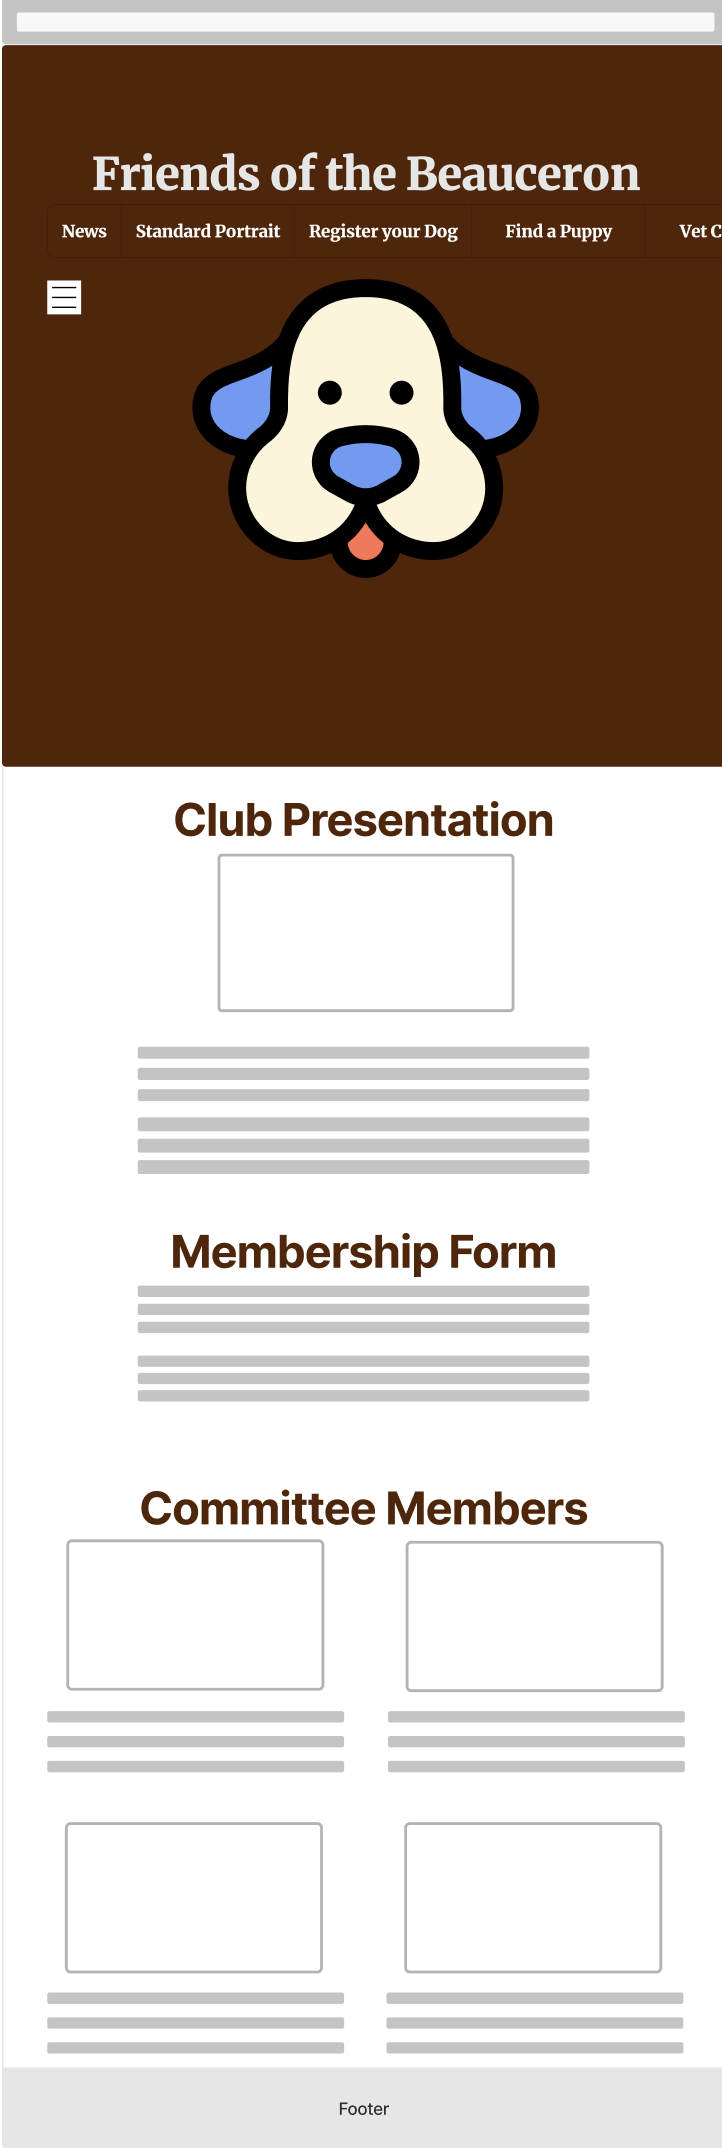 Friends of the Beauceron
News Standard Portrait Register your Dog Find a Puppy Vet C
Club Presentation
Membership Form
Committee Members
Footer